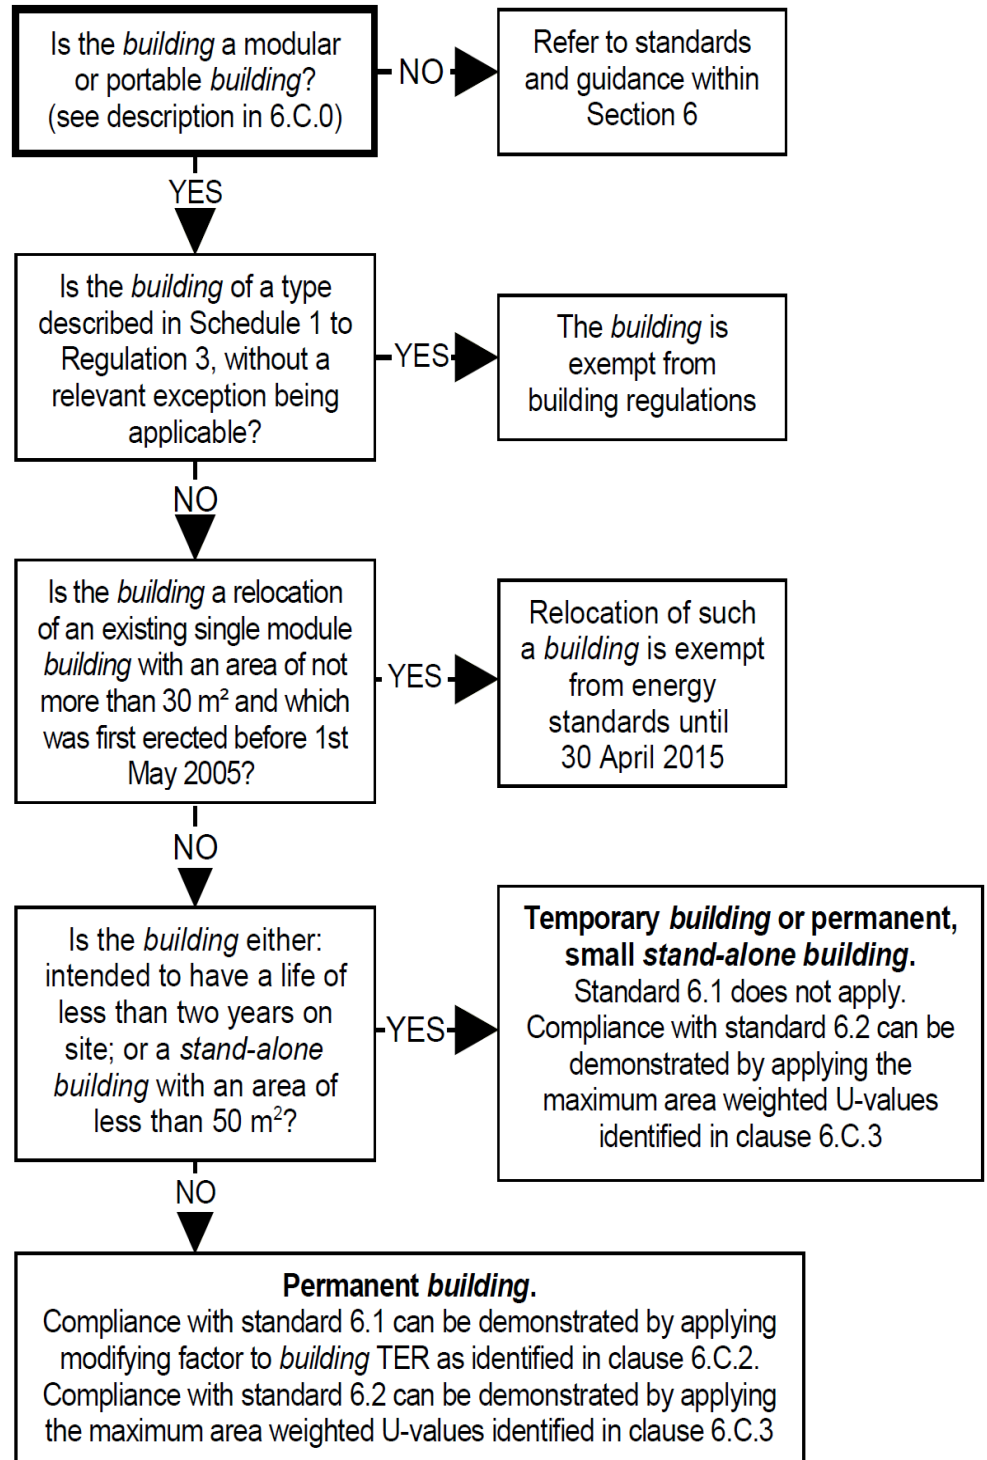 Is the building a modular
or portable building?
(see description in 6.C.0)
NO
Refer to standards
and guidance within
Section 6
YES
Is the building of a type
described in Schedule 1 to
Regulation 3, without a
relevant exception being
applicable?
YES
The building is
exempt from
building regulations
NO
Is the building a relocation
of an existing single module
building with an area of not
more than 30 m² and which
was first erected before 1st
May 2005?
YES
Relocation of such
a building is exempt
from energy
standards until
30 April 2015
NO
Is the building either:
intended to have a life of
less than two years on
site; or a stand-alone
building with an area of
less than 50 m²?
YES
Temporary building or permanent,
small stand-alone building.
Standard 6.1 does not apply.
Compliance with standard 6.2 can be
demonstrated by applying the
maximum area weighted U-values
identified in clause 6.C.3
NO
Permanent building.
Compliance with standard 6.1 can be demonstrated by applying
modifying factor to building TER as identified in clause 6.C.2.
Compliance with standard 6.2 can be demonstrated by applying
the maximum area weighted U-values identified in clause 6.C.3